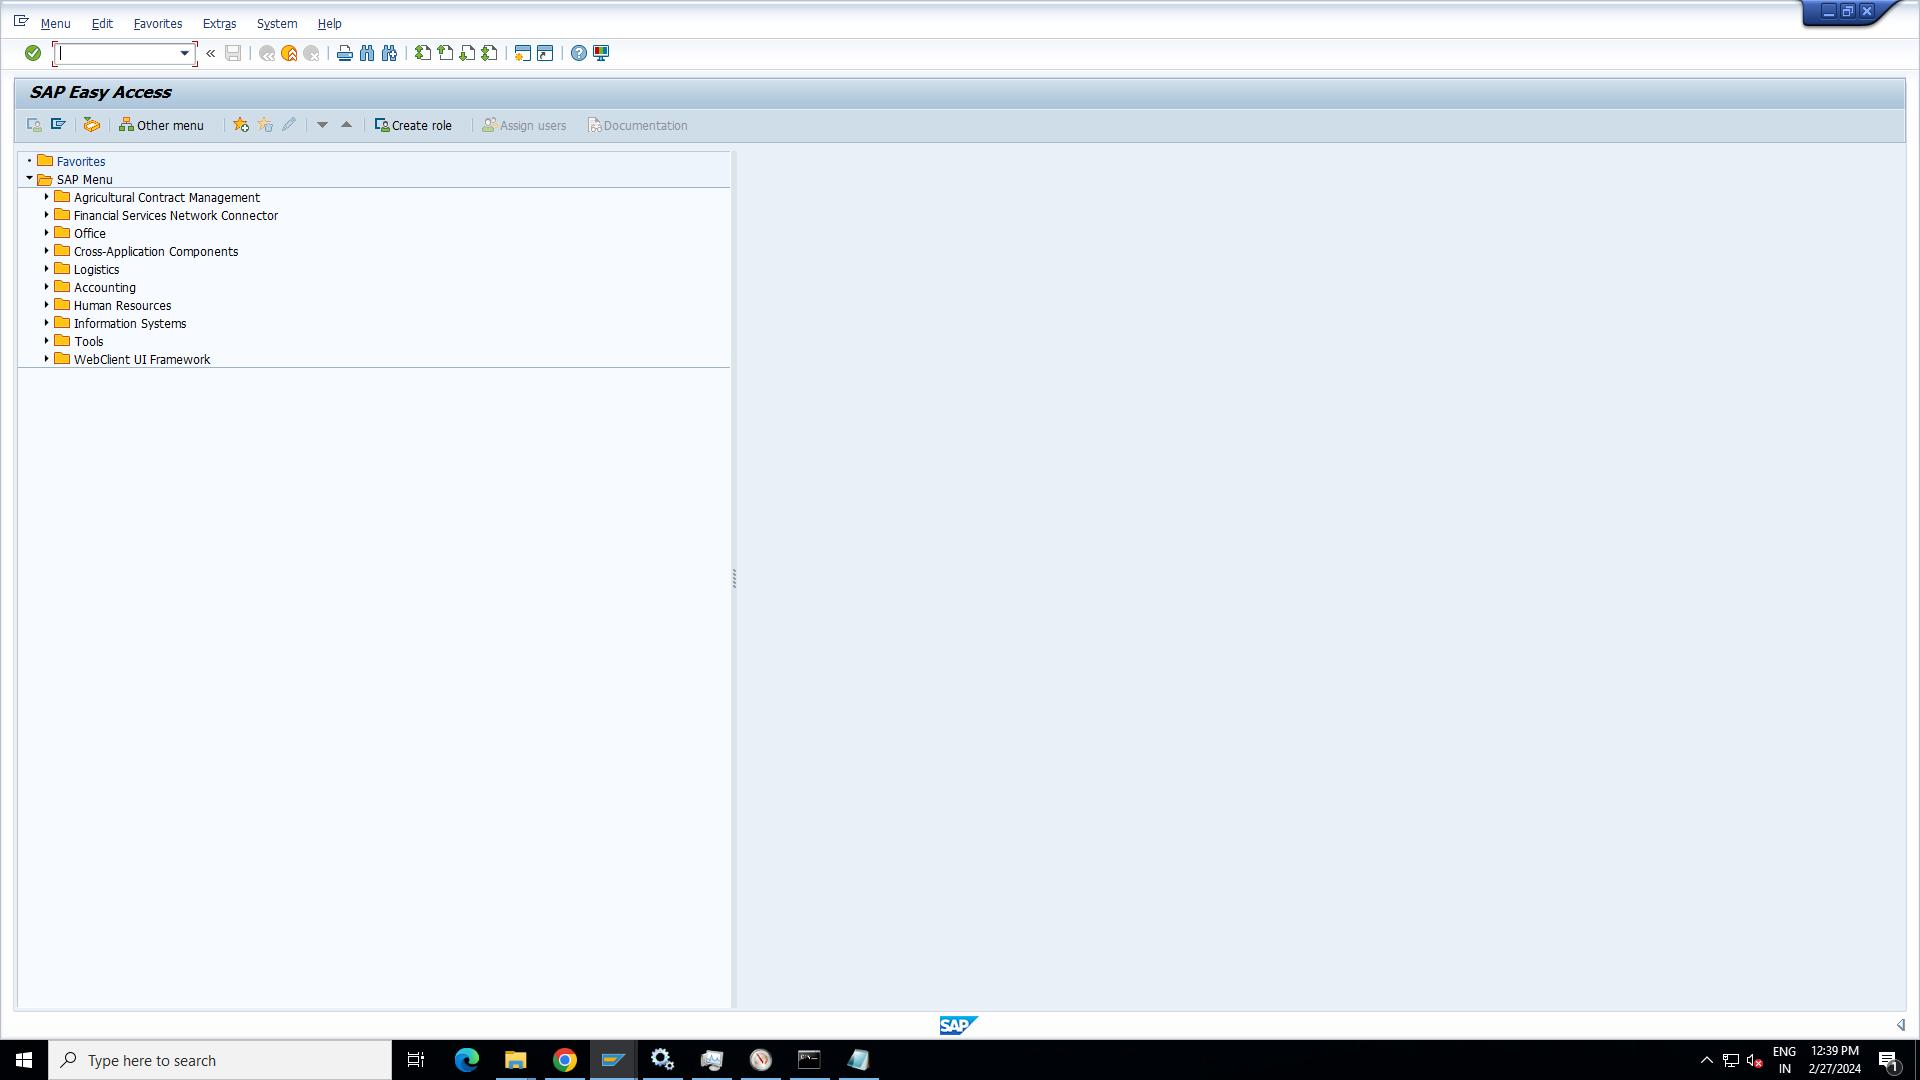 Menu Edit Favorites Extras System Help
SAP Easy Access
Other menu Create role Assign users Documentation
Favorites
SAP Menu
Agricultural Contract Management
Financial Services Network Connector
Office
Cross-Application Components
Logistics
Accounting
Human Resources
Information Systems
Tools
WebClient UI Framework
SAP
Type here to search
ENG
IN
12:39 PM
2/27/2024
1